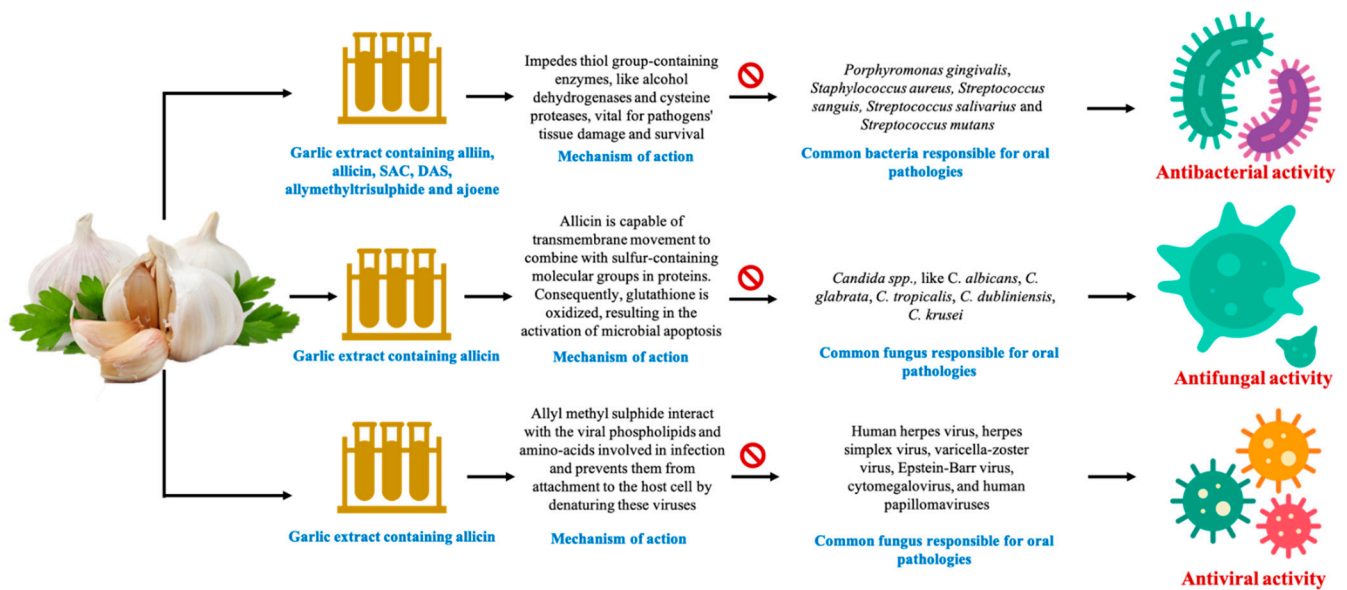 Garlic extract containing alliin,
allicin, SAC, DAS,
allymethyltrisulphide and ajoene
Impedes thiol group-containing
enzymes, like alcohol
dehydrogenases and cysteine
proteases, vital for pathogens'
tissue damage and survival
Mechanism of action
Porphyromonas gingivalis,
Staphylococcus aureus, Streptococcus
sanguis, Streptococcus salivarius and
Streptococcus mutans
Common bacteria responsible for oral
pathologies
Antibacterial activity
Garlic extract containing allicin
Allicin is capable of
transmembrane movement to
combine with sulfur-containing
molecular groups in proteins.
Consequently, glutathione is
oxidized, resulting in the
activation of microbial apoptosis
Mechanism of action
Candida spp., like C. albicans, C.
glabrata, C. tropicalis, C. dubliniensis,
C. krusei
Common fungus responsible for oral
pathologies
Antifungal activity
Garlic extract containing allicin
Allyl methyl sulphide interact
with the viral phospholipids and
amino-acids involved in infection
and prevents them from
attachment to the host cell by
denaturing these viruses
Mechanism of action
Human herpes virus, herpes
simplex virus, varicella-zoster
virus, Epstein-Barr virus,
cytomegalovirus, and human
papillomaviruses
Common fungus responsible for oral
pathologies
Antiviral activity